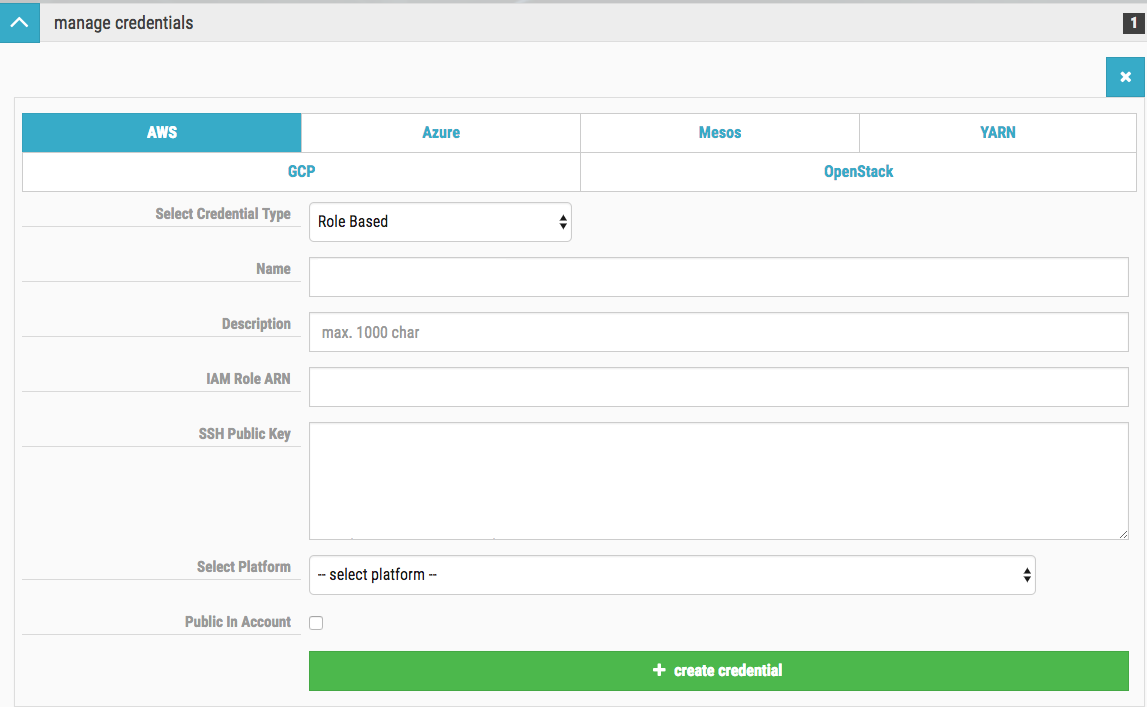 manage credentials
1
AWS
Azure
Mesos
YARN
GCP
OpenStack
Select Credential Type
Role Based
Name
Description
max. 1000 char
IAM Role ARN
SSH Public Key
Select Platform
-- select platform --
Public In Account
create credential